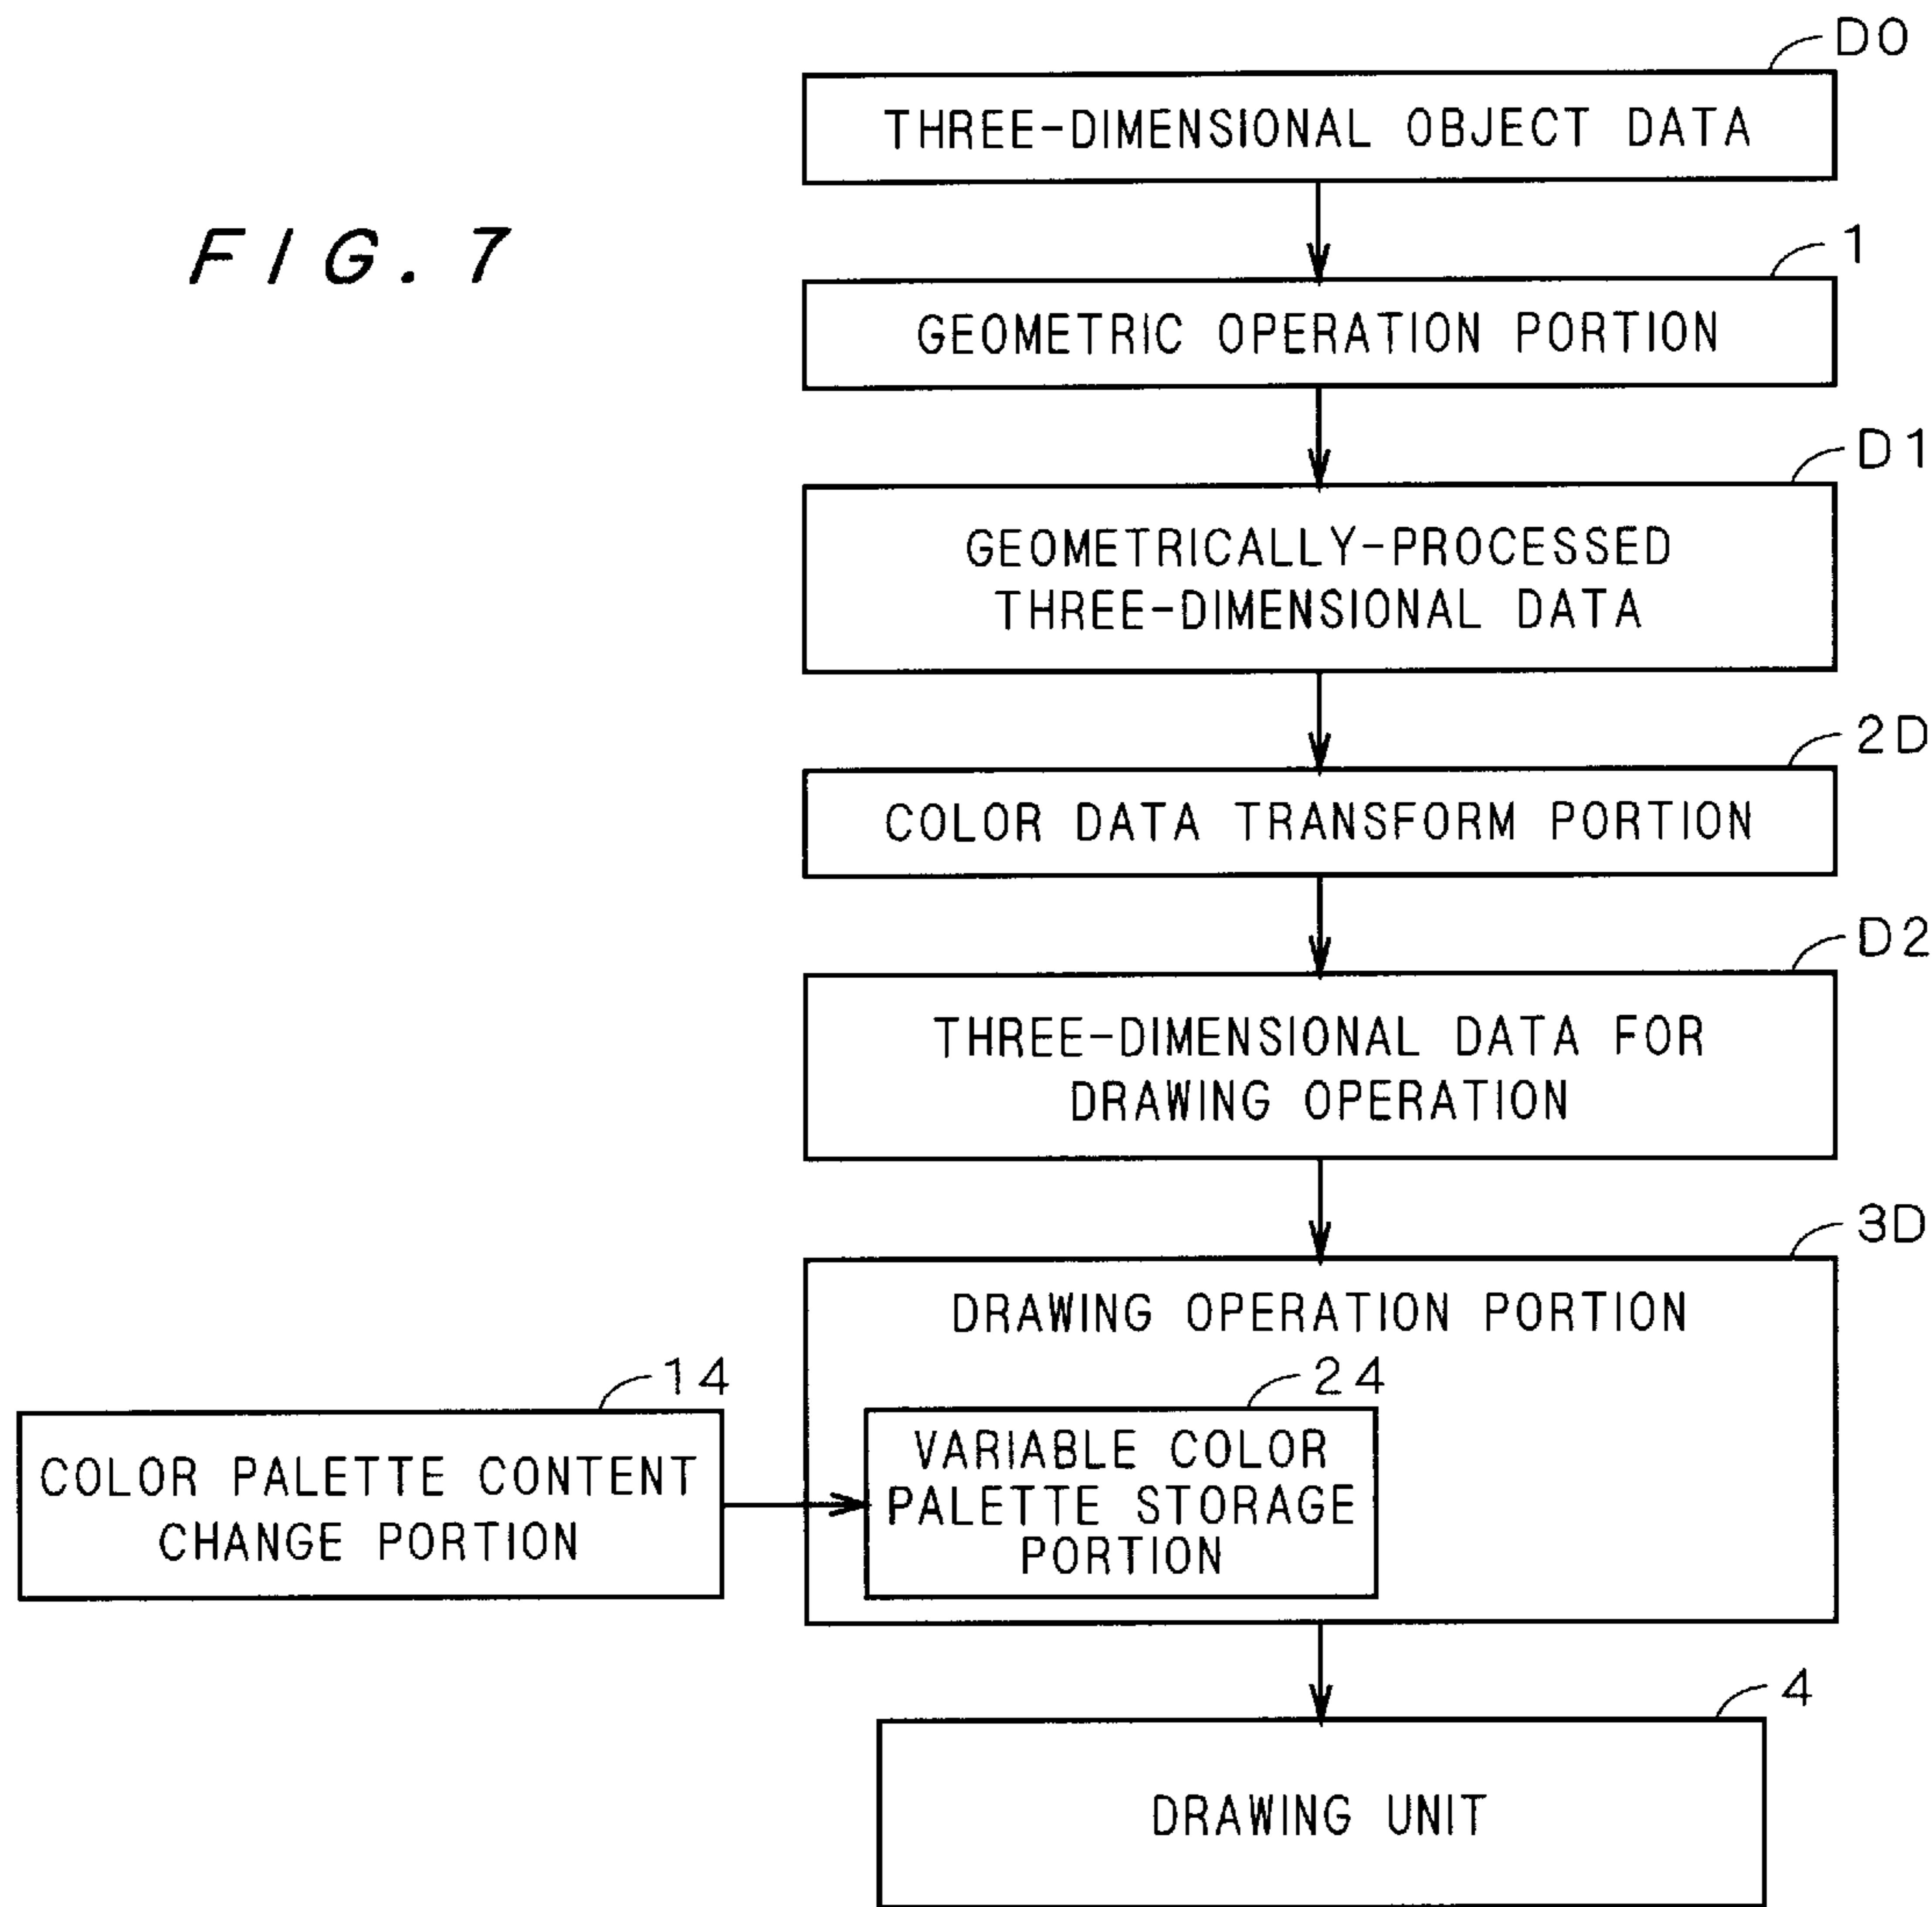 D0
THREE-DIMENSIONAL OBJECT DATA
FIG. 7
1
GEOMETRIC OPERATION PORTION
D1
GEOMETRICALLY-PROCESSED
THREE-DIMENSIONAL DATA
2D
COLOR DATA TRANSFORM PORTION
D2
THREE-DIMENSIONAL DATA FOR
DRAWING OPERATION
3D
DRAWING OPERATION PORTION
14
COLOR PALETTE CONTENT
CHANGE PORTION
24
VARIABLE COLOR
PALETTE STORAGE
PORTION
4
DRAWING UNIT